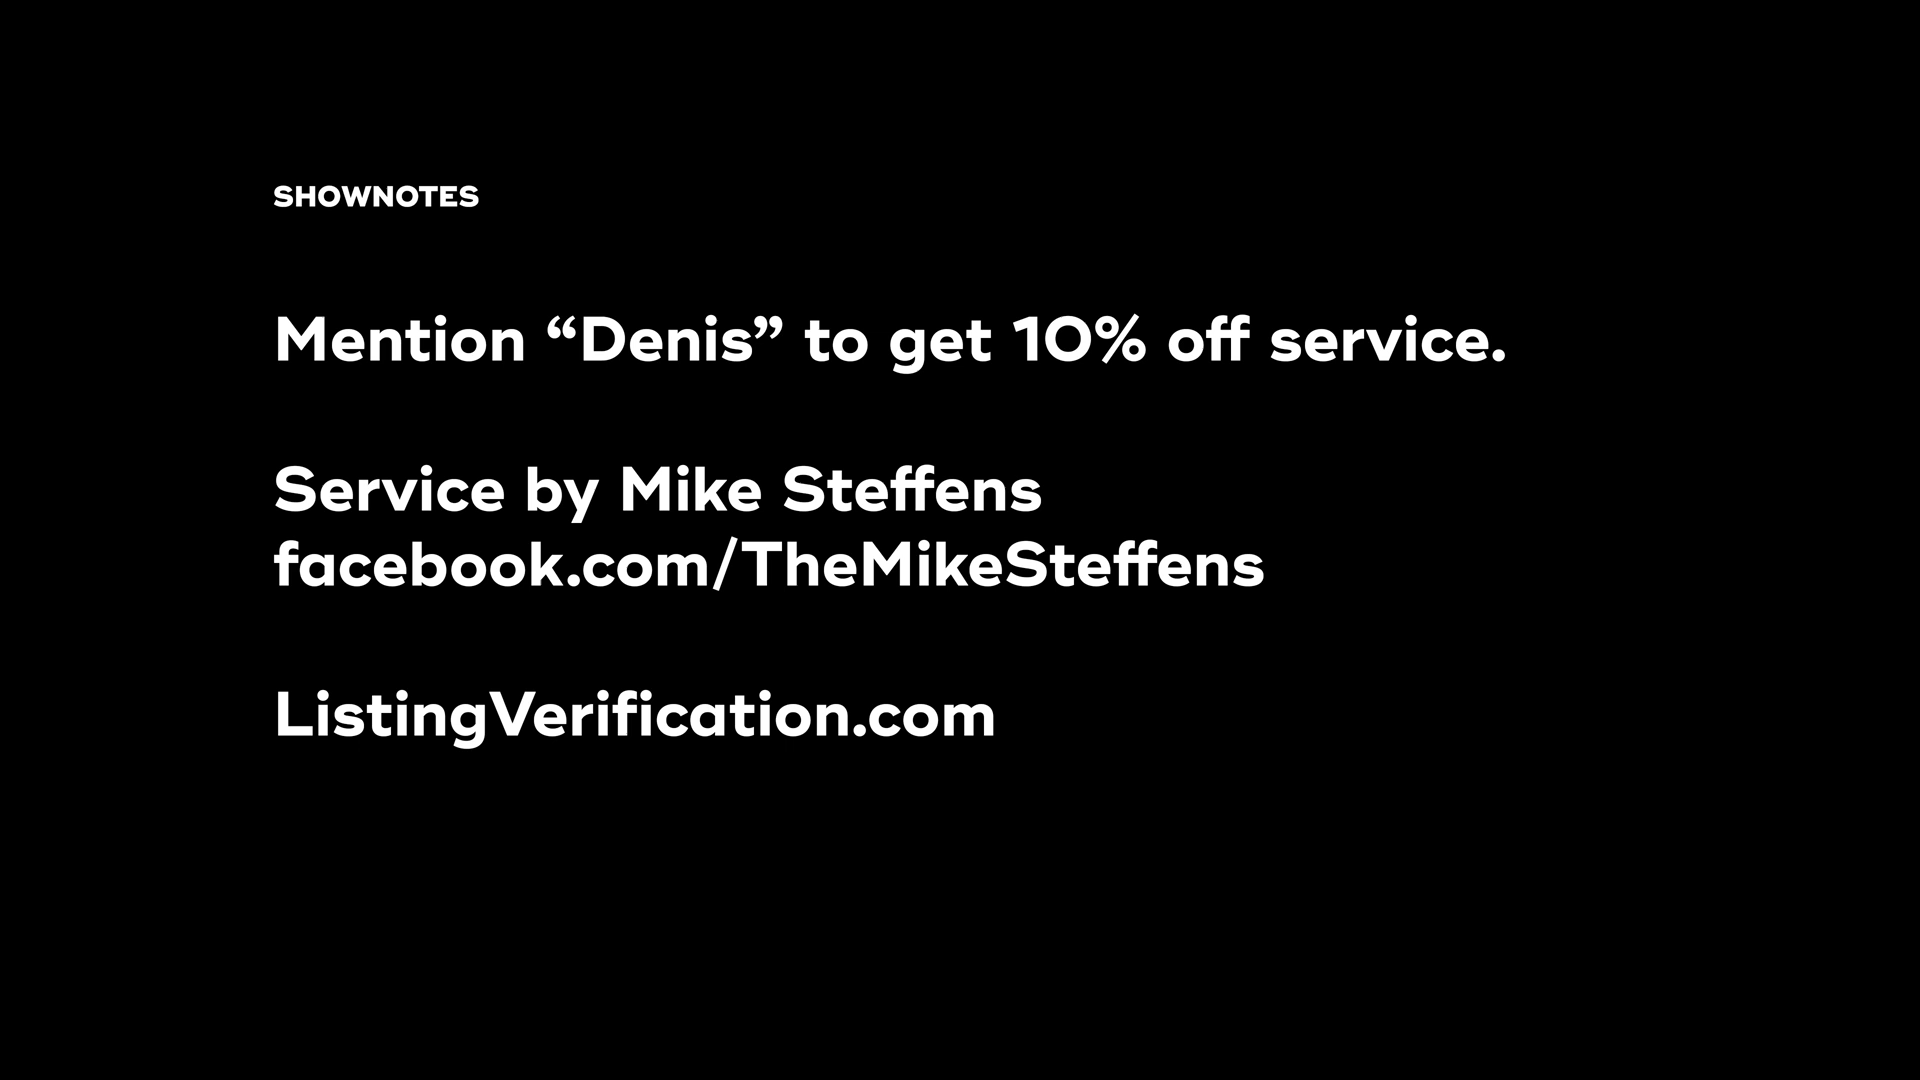 SHOWNOTES
Mention “Denis” to get 10% off service.
Service by Mike Steffens
facebook.com/TheMikeSteffens
ListingVerification.com